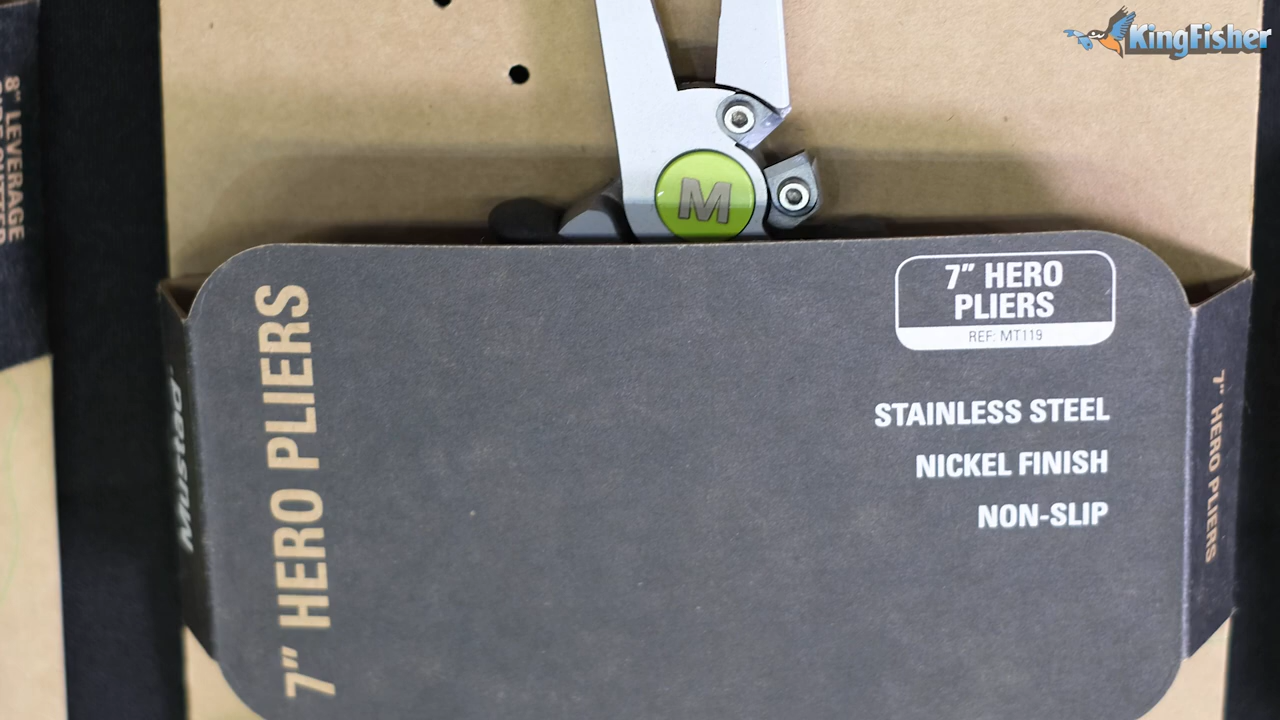 KingFisher
8" LEVERAGE
M
7" HERO
PLIERS
REF: MT119
7" HERO PLIERS
STAINLESS STEEL
NICKEL FINISH
NON-SLIP
MUSTAD
7" HERO PLIERS